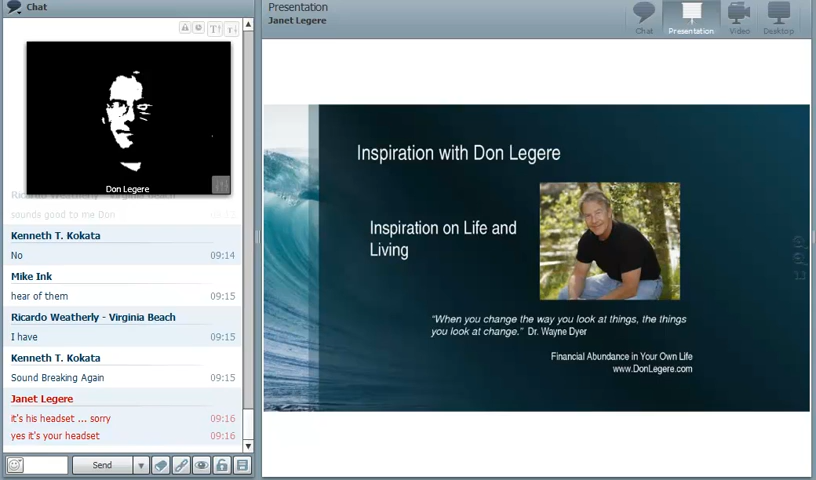 Chat
Don Legere
Ricardo Weatherly - Virginia Beach
sounds good to me Don
Kenneth T. Kokata
No 09:14
Mike Ink
hear of them 09:15
Ricardo Weatherly - Virginia Beach
I have 09:15
Kenneth T. Kokata
Sound Breaking Again 09:15
Janet Legere
it's his headset ... sorry 09:16
yes it's your headset 09:16
Send
Presentation
Janet Legere
Chat Presentation Video Desktop
Inspiration with Don Legere
Inspiration on Life and
Living
"When you change the way you look at things, the things
you look at change." Dr. Wayne Dyer
Financial Abundance in Your Own Life
www.DonLegere.com